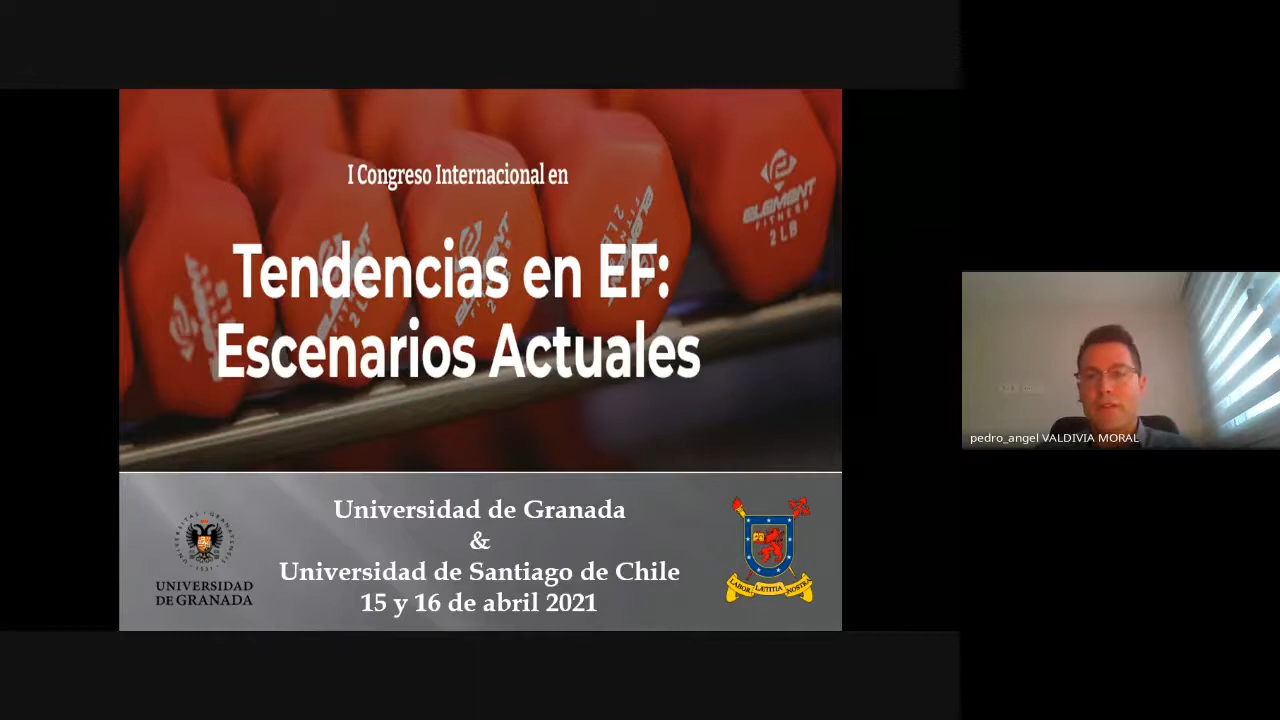 I Congreso Internacional en
Tendencias en EF:
Escenarios Actuales
ELEMENT
FITNESS
2 LB
Universidad de Granada
&
Universidad de Santiago de Chile
15 y 16 de abril 2021
UNIVERSIDAD
DE GRANADA
LABOR LÆTITIA NOSTRA
pedro_angel VALDIVIA MORAL